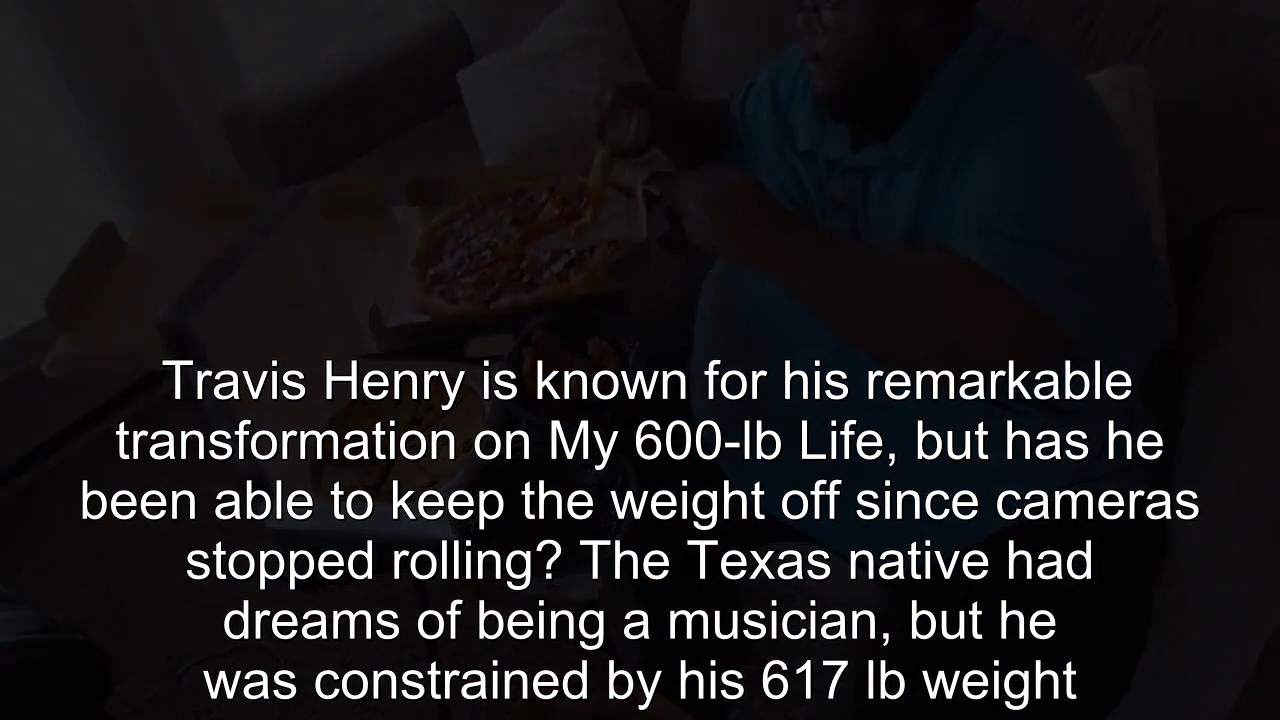 Travis Henry is known for his remarkable
transformation on My 600-lb Life, but has he
been able to keep the weight off since cameras
stopped rolling? The Texas native had
dreams of being a musician, but he
was constrained by his 617 lb weight